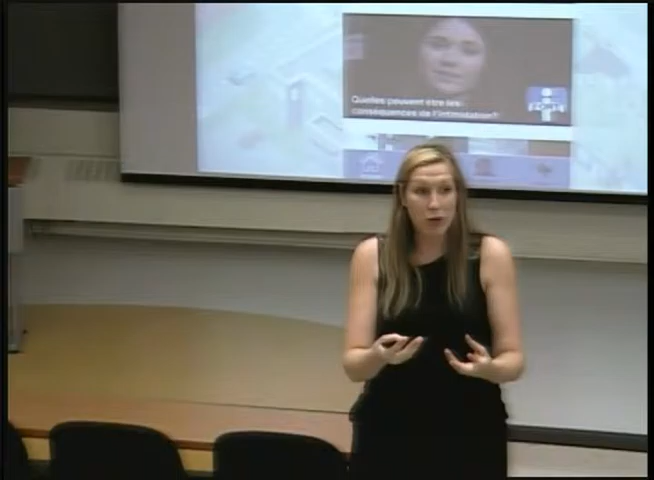 Quelles peuvent être les
conséquences de l'intimidation?